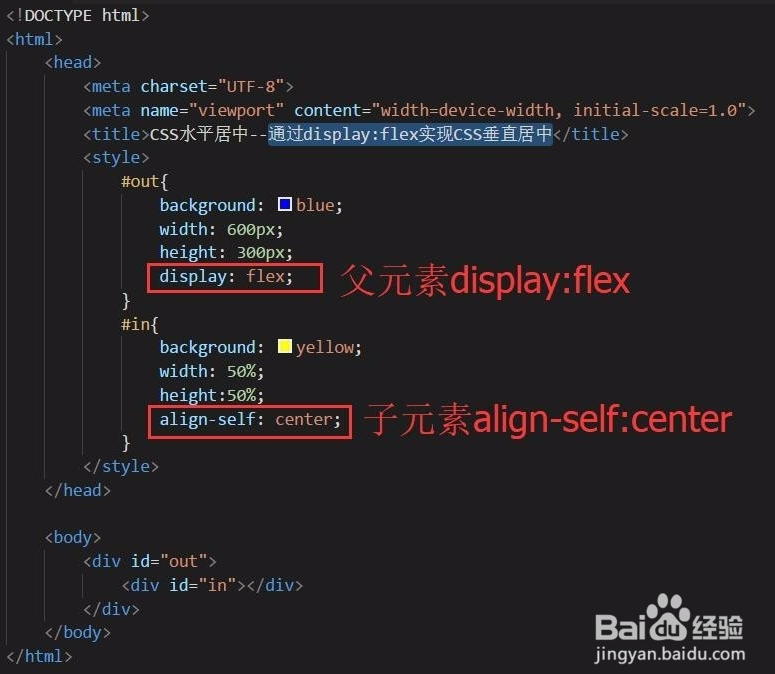 <!DOCTYPE html>
<html>
<head>
<meta charset="UTF-8">
<meta name="viewport" content="width=device-width, initial-scale=1.0">
<title>CSS水平居中--通过display:flex实现CSS垂直居中</title>
<style>
#out{
background: blue;
width: 600px;
height: 300px;
display: flex; 父元素display:flex
}
#in{
background: yellow;
width: 50%;
height:50%;
align-self: center; 子元素align-self:center
}
</style>
</head>
<body>
<div id="out">
<div id="in"></div>
</div>
</body>
</html>
Baidu经验
jingyan.baidu.com